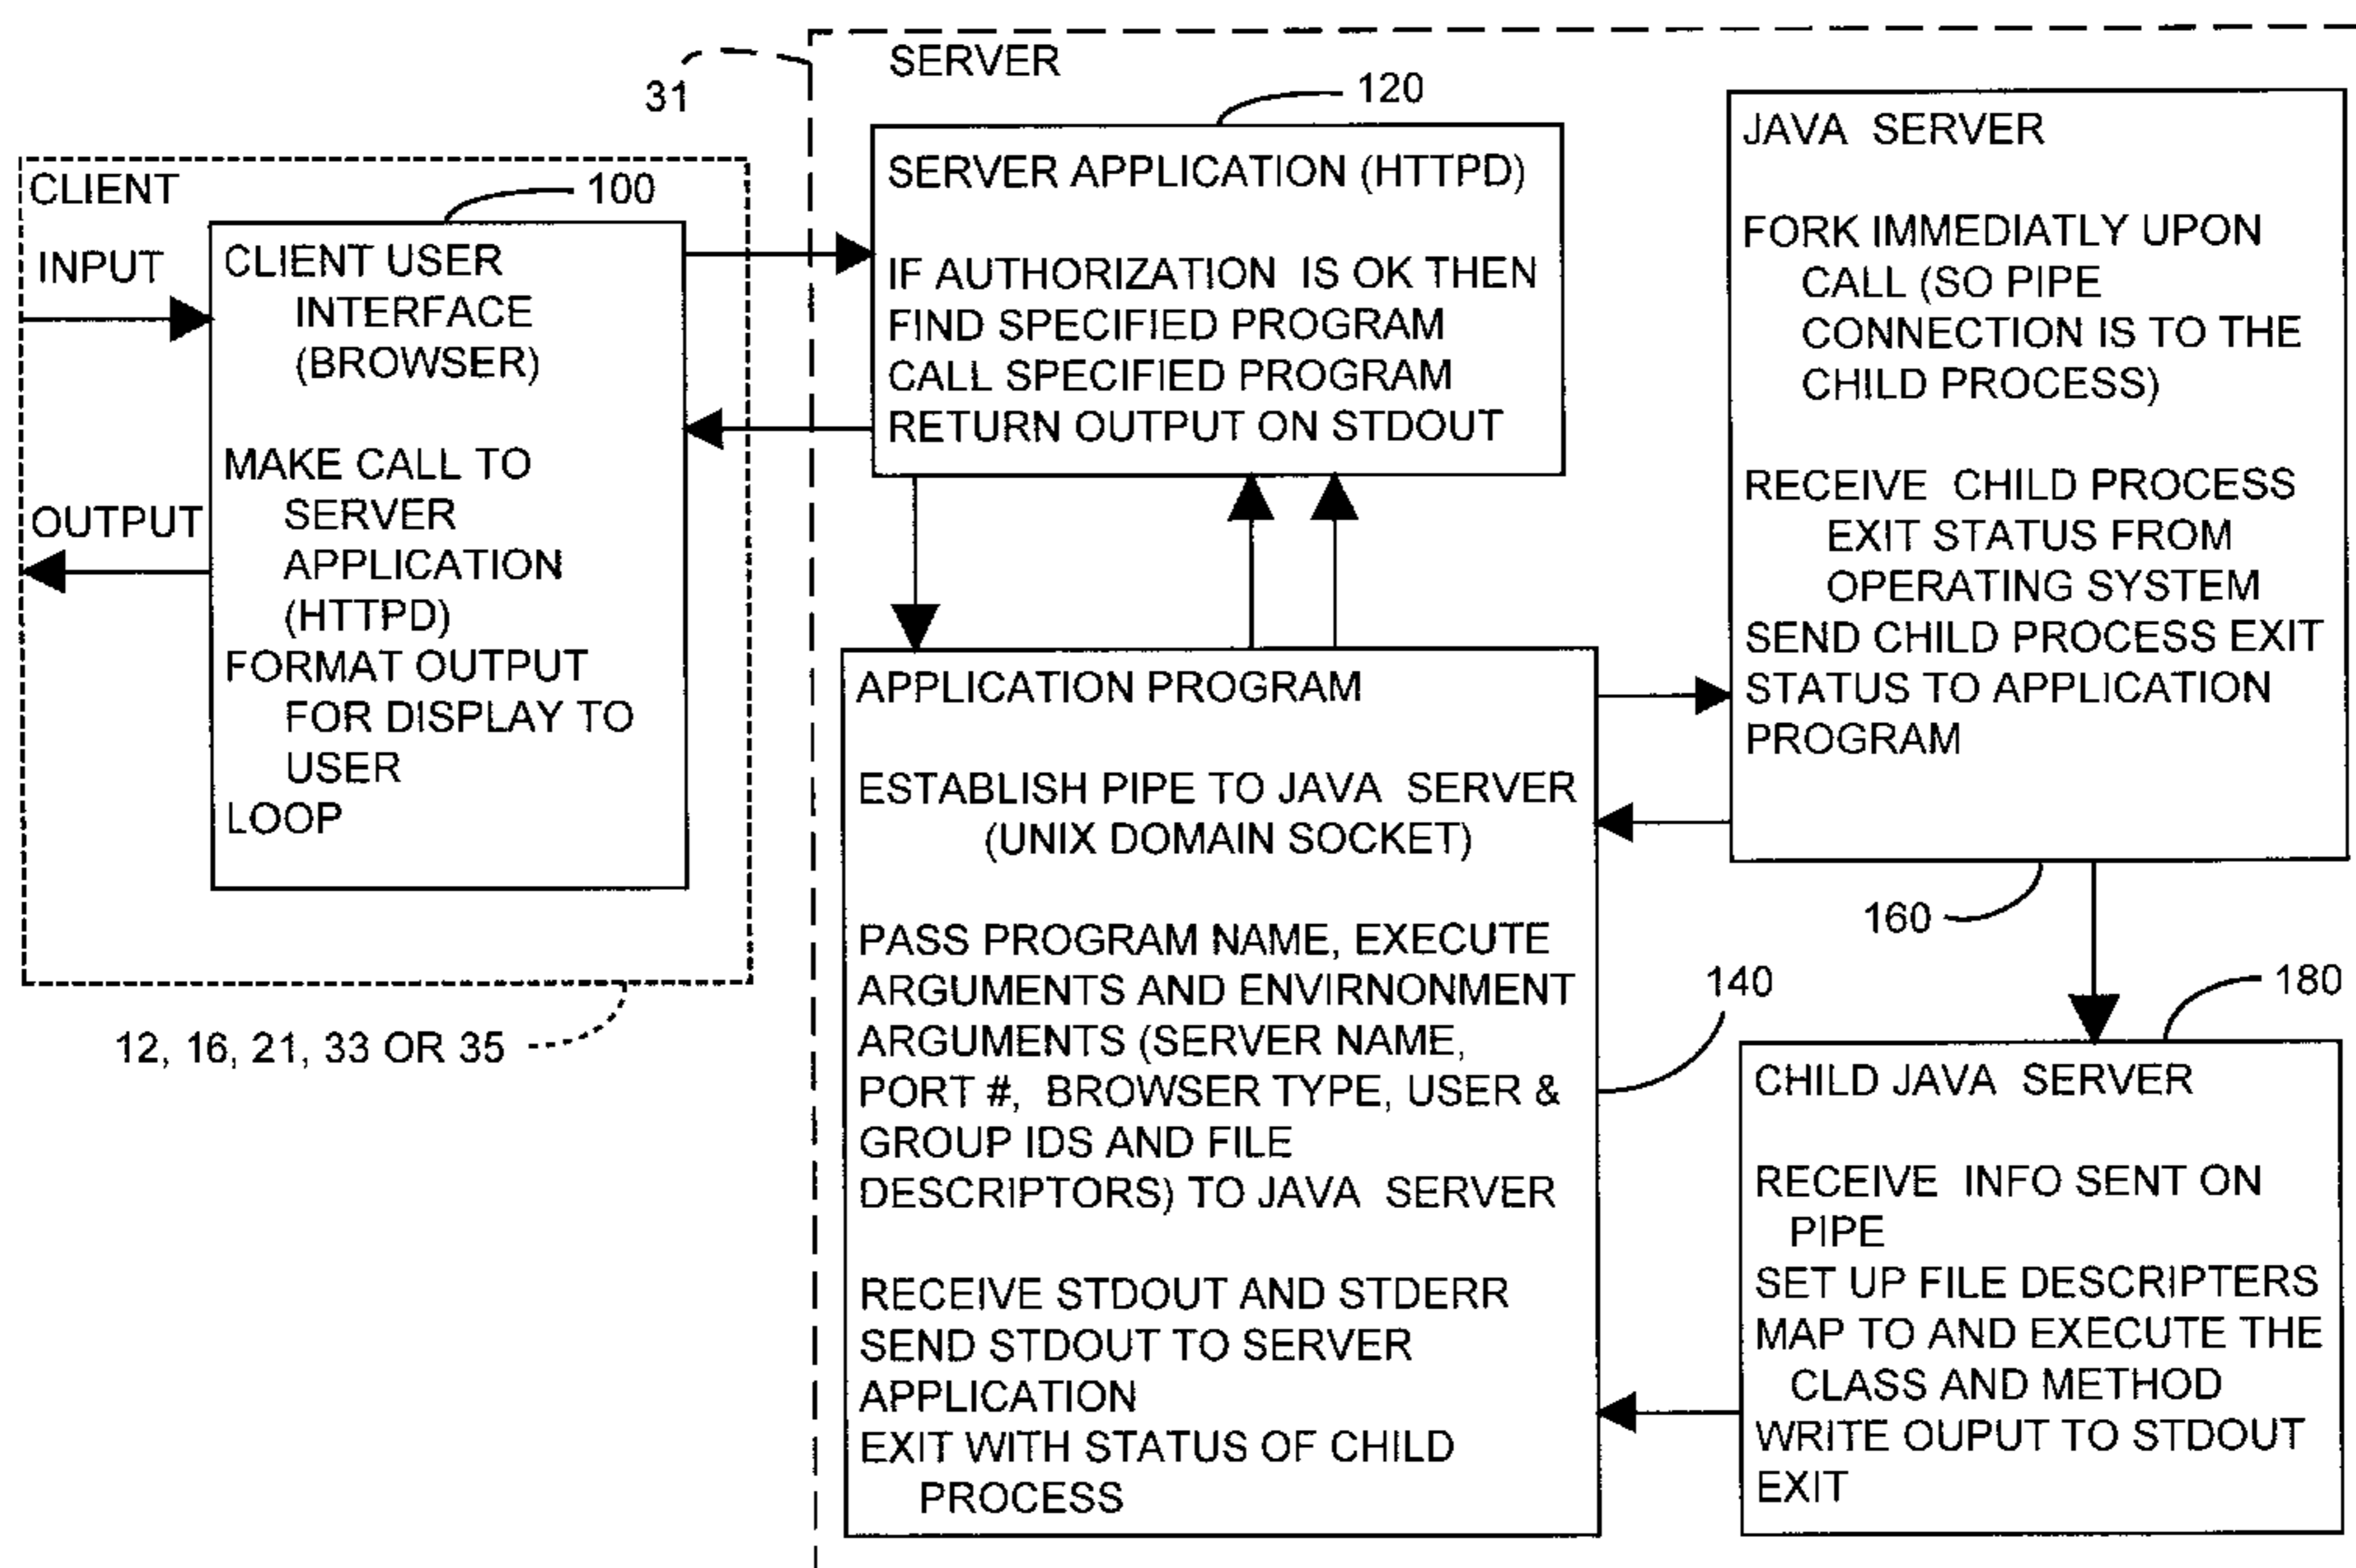 31
SERVER
120
CLIENT
100
INPUT
OUTPUT
CLIENT USER
INTERFACE
(BROWSER)
MAKE CALL TO
SERVER
APPLICATION
(HTTPD)
FORMAT OUTPUT
FOR DISPLAY TO
USER
LOOP
12, 16, 21, 33 OR 35
SERVER APPLICATION (HTTPD)
IF AUTHORIZATION IS OK THEN
FIND SPECIFIED PROGRAM
CALL SPECIFIED PROGRAM
RETURN OUTPUT ON STDOUT
APPLICATION PROGRAM
ESTABLISH PIPE TO JAVA SERVER
(UNIX DOMAIN SOCKET)
PASS PROGRAM NAME, EXECUTE
ARGUMENTS AND ENVIRNONMENT
ARGUMENTS (SERVER NAME,
PORT #, BROWSER TYPE, USER &
GROUP IDS AND FILE
DESCRIPTORS) TO JAVA SERVER
RECEIVE STDOUT AND STDERR
SEND STDOUT TO SERVER
APPLICATION
EXIT WITH STATUS OF CHILD
PROCESS
140
JAVA SERVER
FORK IMMEDIATLY UPON
CALL (SO PIPE
CONNECTION IS TO THE
CHILD PROCESS)
RECEIVE CHILD PROCESS
EXIT STATUS FROM
OPERATING SYSTEM
SEND CHILD PROCESS EXIT
STATUS TO APPLICATION
PROGRAM
160
180
CHILD JAVA SERVER
RECEIVE INFO SENT ON
PIPE
SET UP FILE DESCRIPTERS
MAP TO AND EXECUTE THE
CLASS AND METHOD
WRITE OUPUT TO STDOUT
EXIT